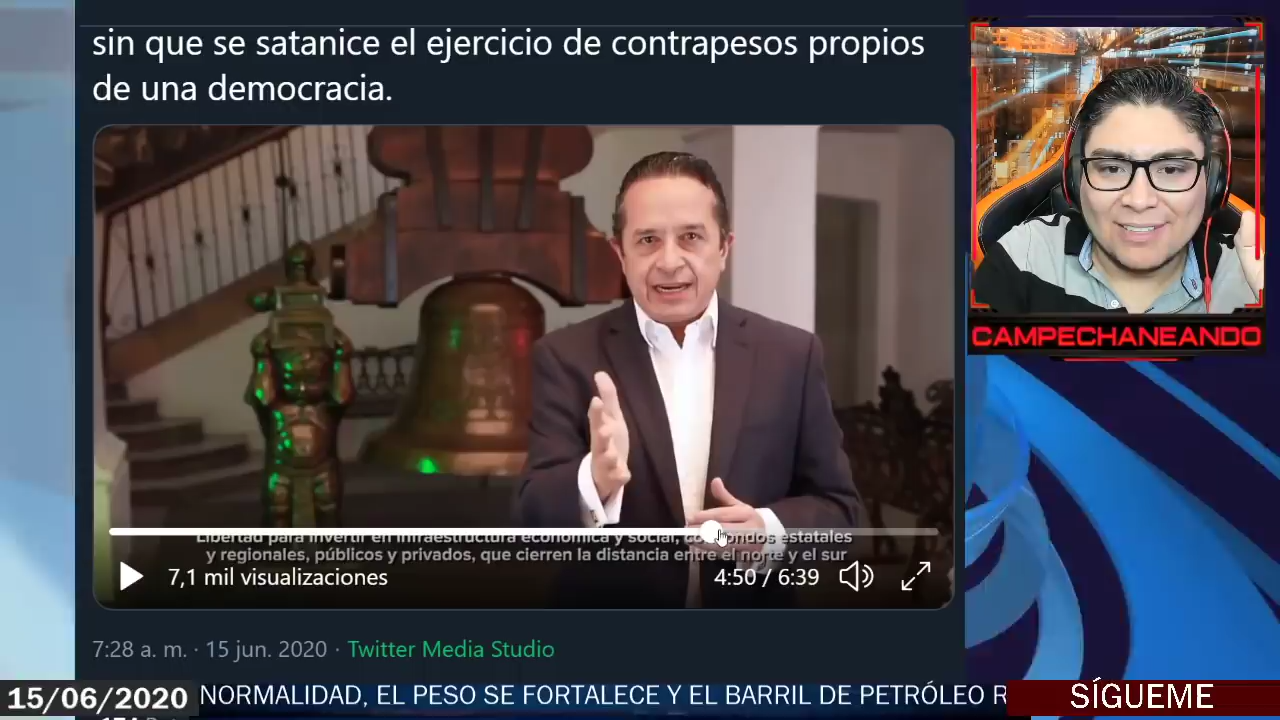 sin que se satanice el ejercicio de contrapesos propios
de una democracia.
CAMPECHANEANDO
Libertad para invertir en infraestructura económica y social, estatales
y regionales, públicos y privados, que cierren la distancia entre el norte y el sur
7,1 mil visualizaciones
4:50 / 6:39
7:28 a. m. · 15 jun. 2020 · Twitter Media Studio
15/06/2020
NORMALIDAD, EL PESO SE FORTALECE Y EL BARRIL DE PETRÓLEO R
SÍGUEME